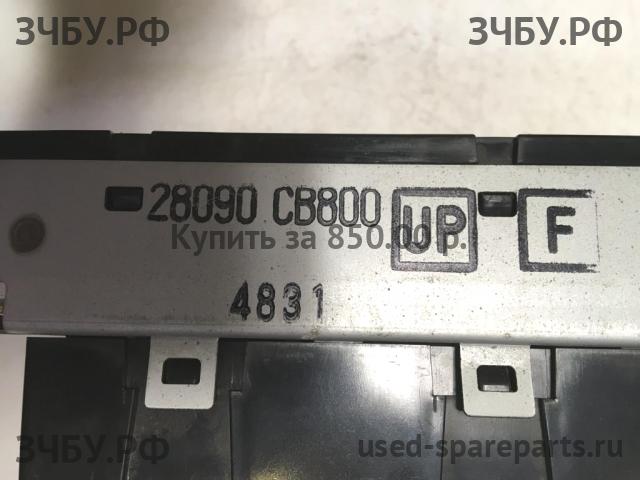 ЗЧБУ.РФ ЗЧБУ.РФ
28090 CB800 UP F
Купить за 850.00 р.
4831
ЗЧБУ.РФ used-spareparts.ru